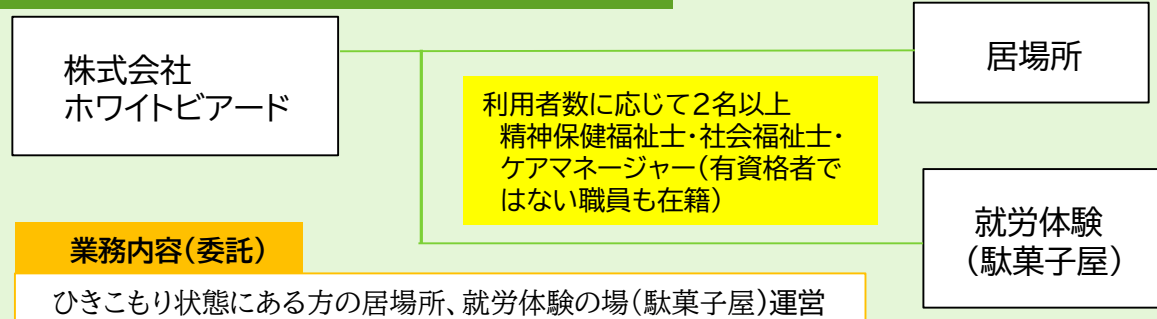 株式会社
ホワイトビアード
居場所
利用者数に応じて2名以上
精神保健福祉士・社会福祉士・
ケアマネージャー(有資格者で
はない職員も在籍)
就労体験
(駄菓子屋)
業務内容(委託)
ひきこもり状態にある方の居場所、就労体験の場(駄菓子屋)運営